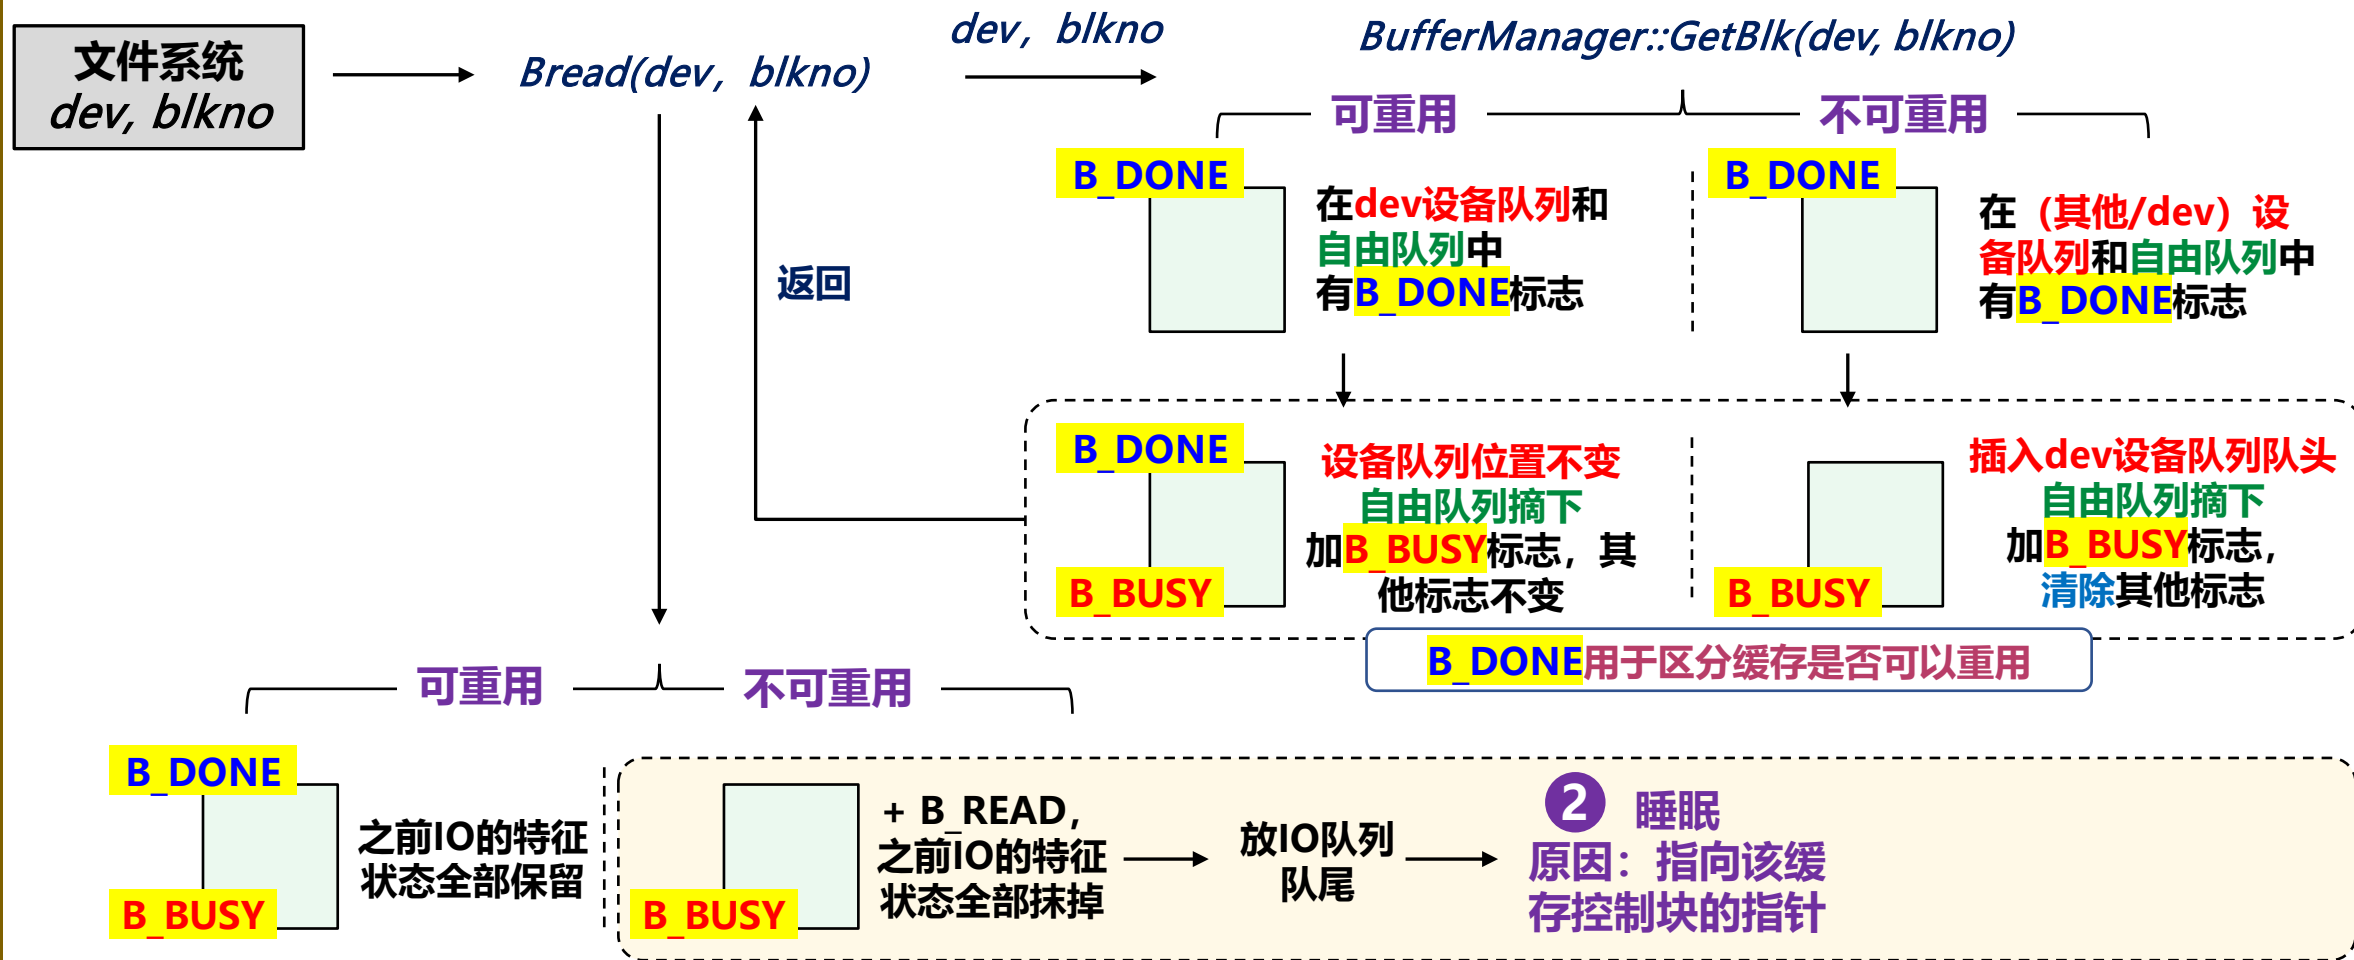 文件系统
dev, blkno
Bread(dev，blkno)
dev，blkno
BufferManager::GetBlk(dev, blkno)
可重用
不可重用
B_DONE
在dev设备队列和
自由队列中
有B_DONE标志
B_DONE
在（其他/dev）设
备队列和自由队列中
有B_DONE标志
返回
B_DONE
B_BUSY
设备队列位置不变
自由队列摘下
加B_BUSY标志，其
他标志不变
B_BUSY
插入dev设备队列队头
自由队列摘下
加B_BUSY标志，
清除其他标志
B_DONE用于区分缓存是否可以重用
可重用
不可重用
B_DONE
B_BUSY
之前IO的特征
状态全部保留
B_BUSY
+ B_READ，
之前IO的特征
状态全部抹掉
放IO队列
队尾
2 睡眠
原因：指向该缓
存控制块的指针